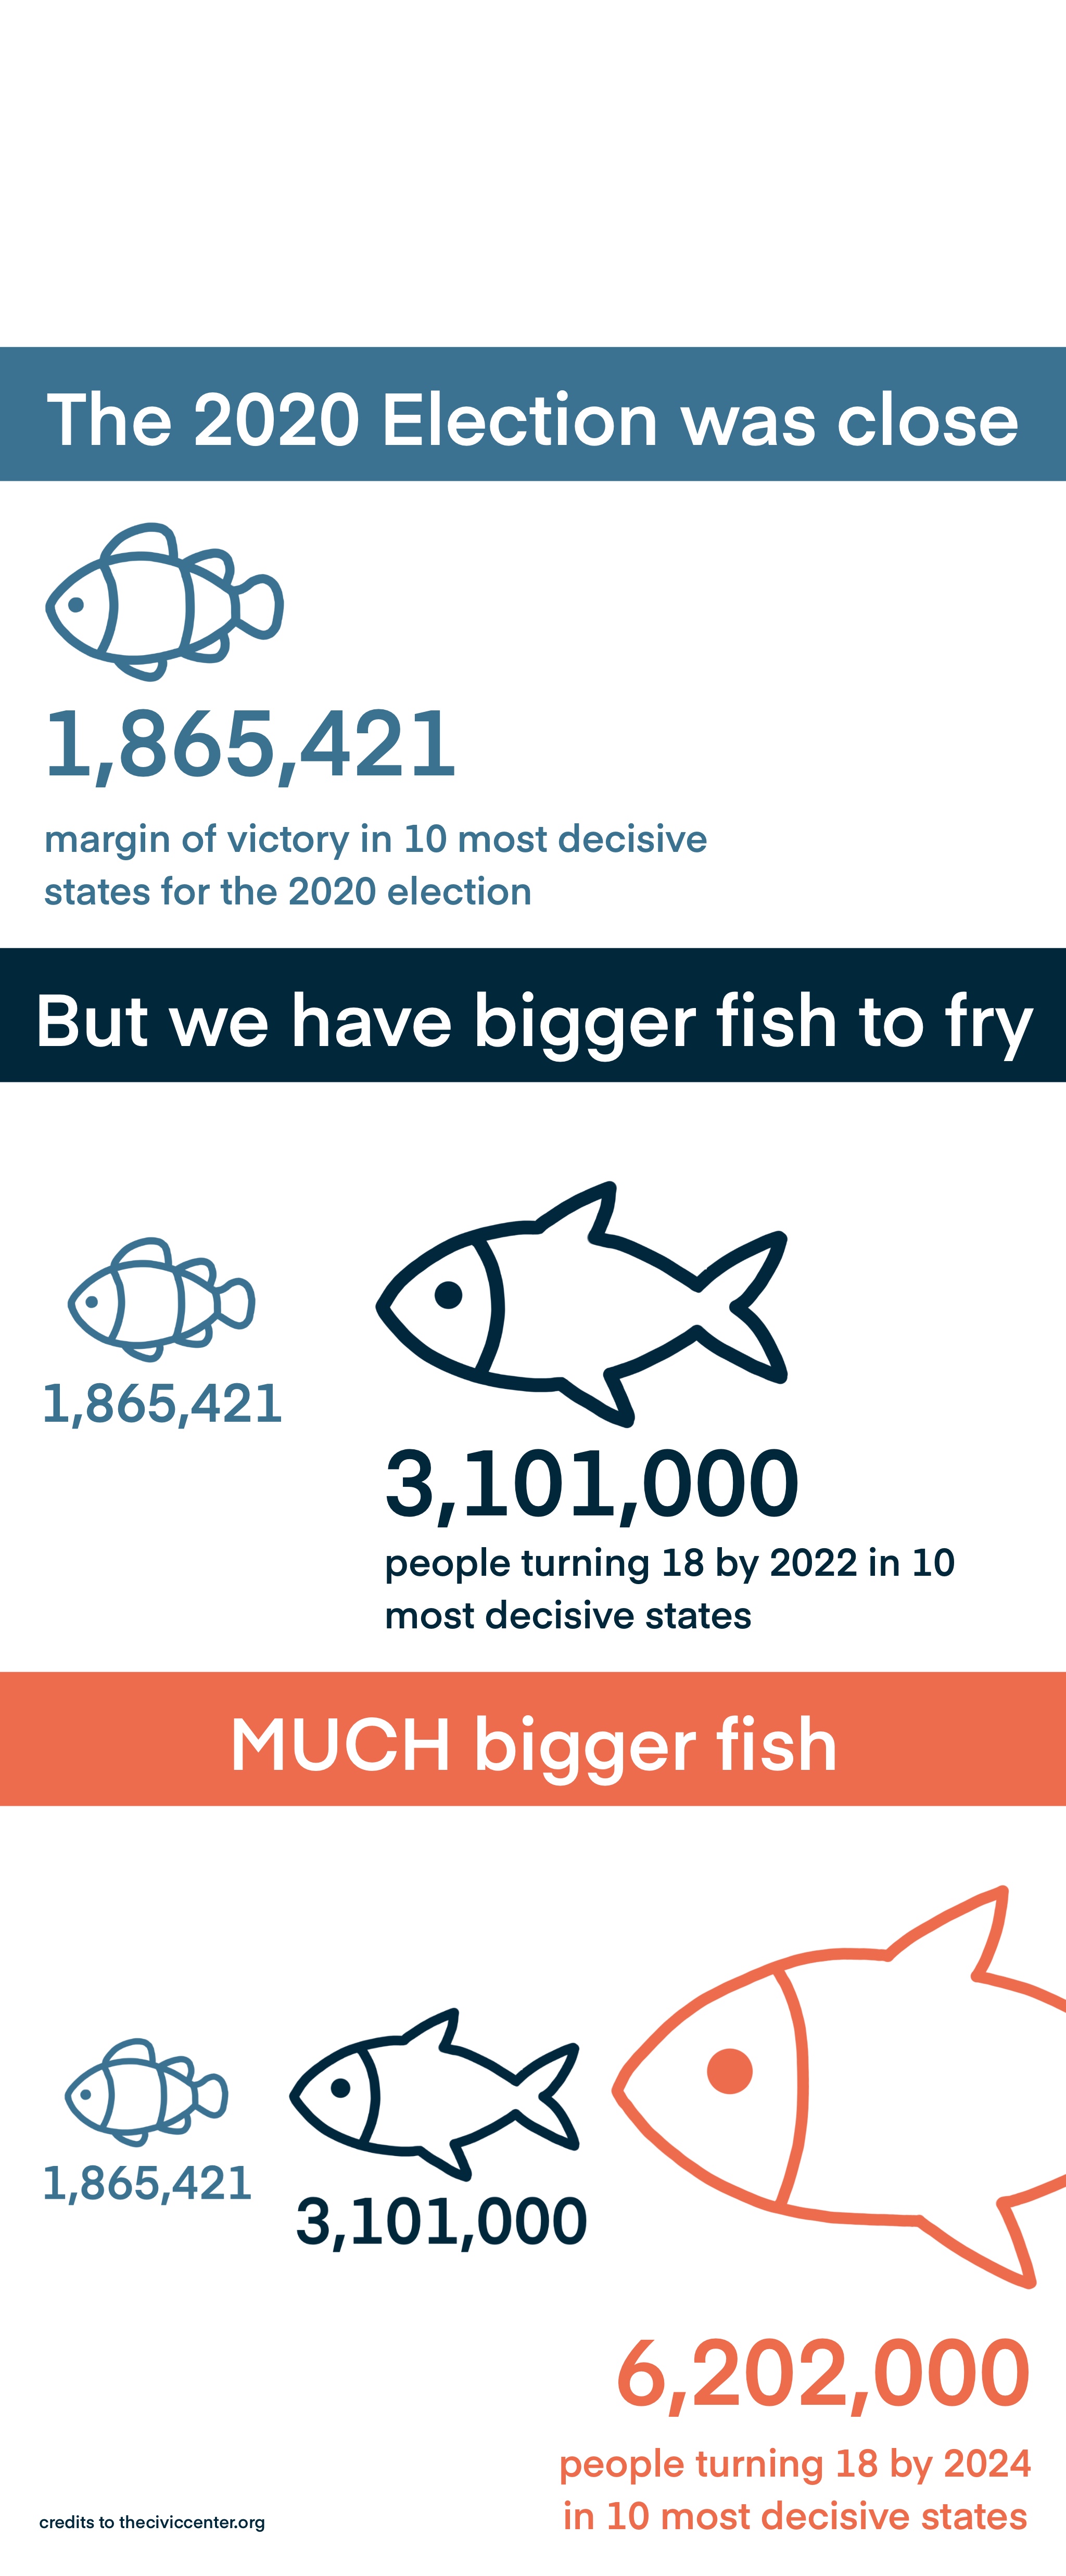 The 2020 Election was close
1,865,421
margin of victory in 10 most decisive
states for the 2020 election
But we have bigger fish to fry
1,865,421
3,101,000
people turning 18 by 2022 in 10
most decisive states
MUCH bigger fish
1,865,421
3,101,000
6,202,000
people turning 18 by 2024
in 10 most decisive states
credits to theciviccenter.org